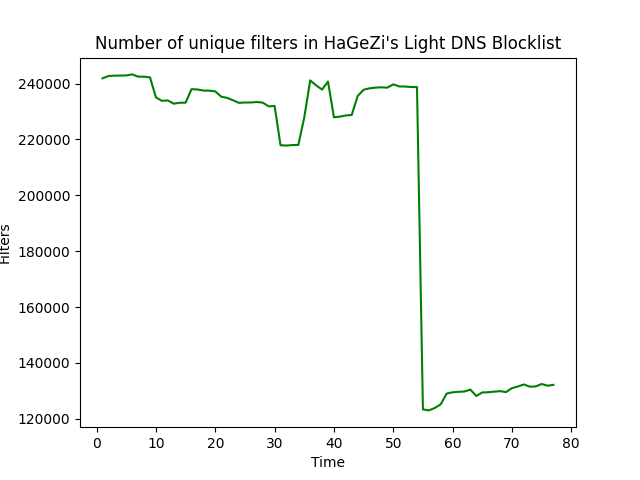 Number of unique filters in HaGeZi's Light DNS Blocklist
240000
220000
200000
180000
160000
140000
120000
Filters
0 10 20 30 40 50 60 70 80
Time